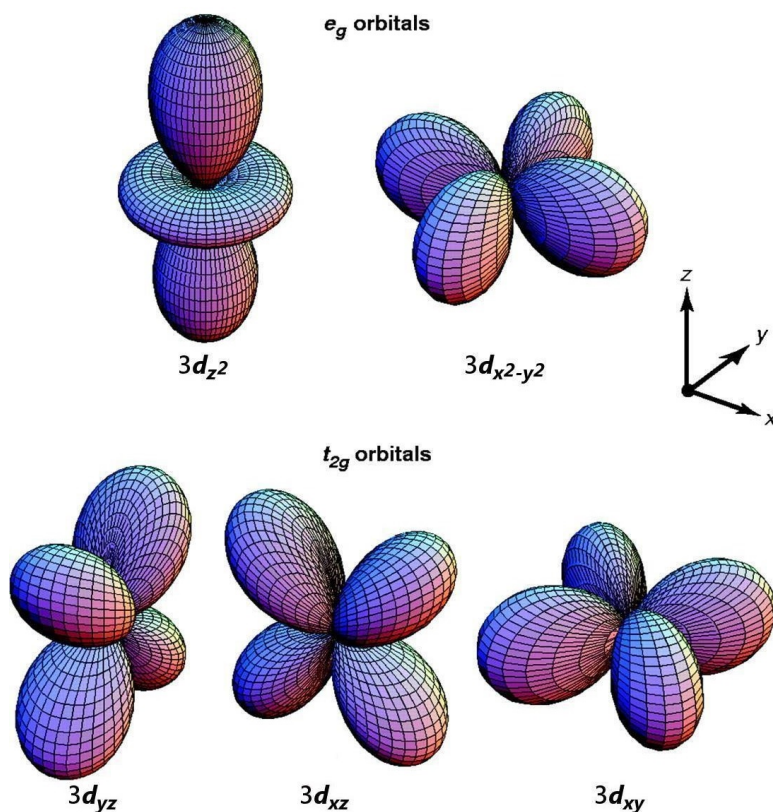 e_g orbitals
3d_z2
3d_x2-y2
z
y
x
t_2g orbitals
3d_yz
3d_xz
3d_xy